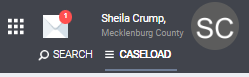 1
Sheila Crump,
Mecklenburg County
SC
SEARCH
CASELOAD